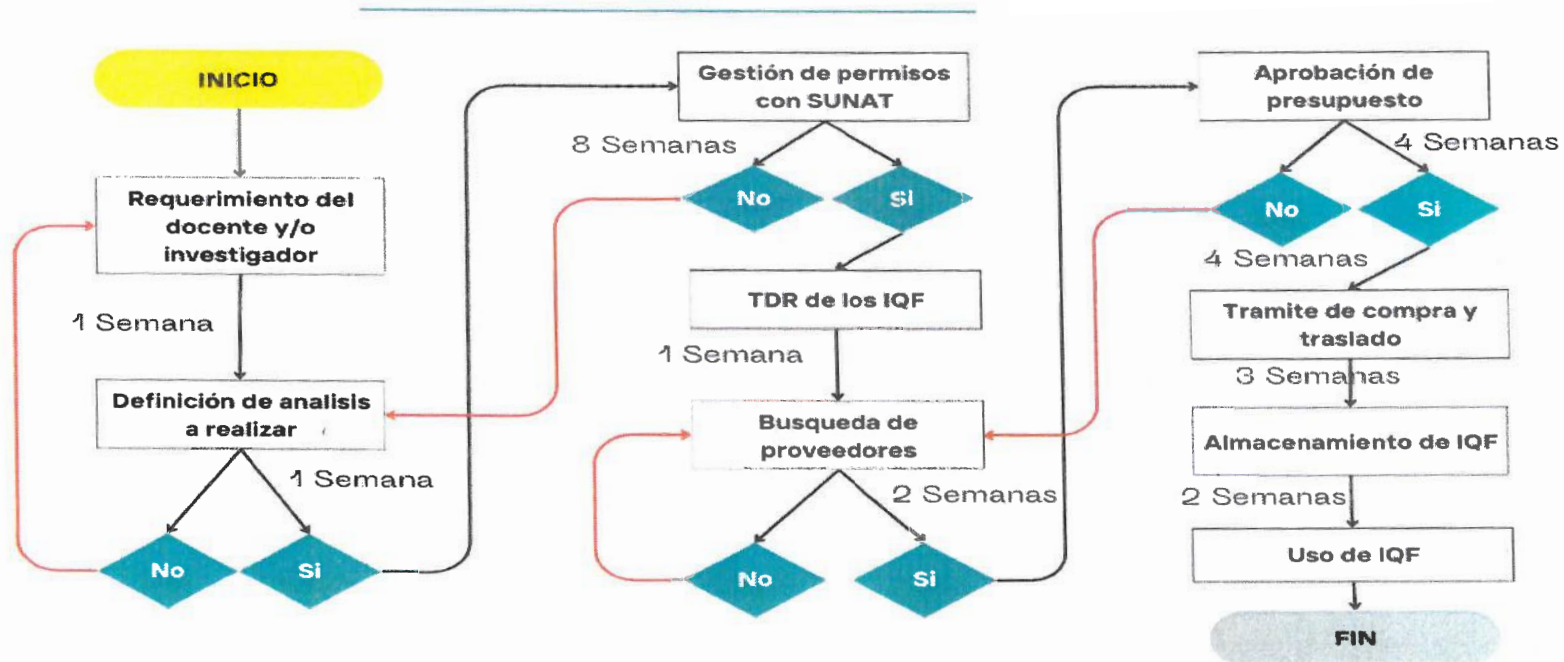 INICIO
Requerimiento del
docente y/o
investigador
1 Semana
Definición de analisis
a realizar
1 Semana
No
Si
Gestión de permisos
con SUNAT
8 Semanas
No
Si
TDR de los IQF
1 Semana
Busqueda de
proveedores
2 Semanas
No
Si
Aprobación de
presupuesto
4 Semanas
No
Si
4 Semanas
Tramite de compra y
traslado
3 Semanas
Almacenamiento de IQF
2 Semanas
Uso de IQF
FIN